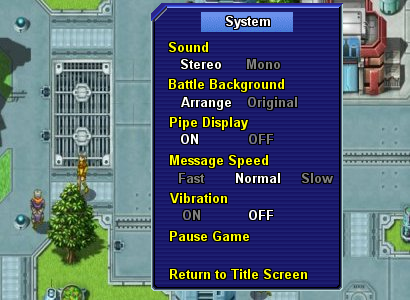 System
Sound
Stereo Mono
Battle Background
Arrange Original
Pipe Display
ON OFF
Message Speed
Fast Normal Slow
Vibration
ON OFF
Pause Game
Return to Title Screen